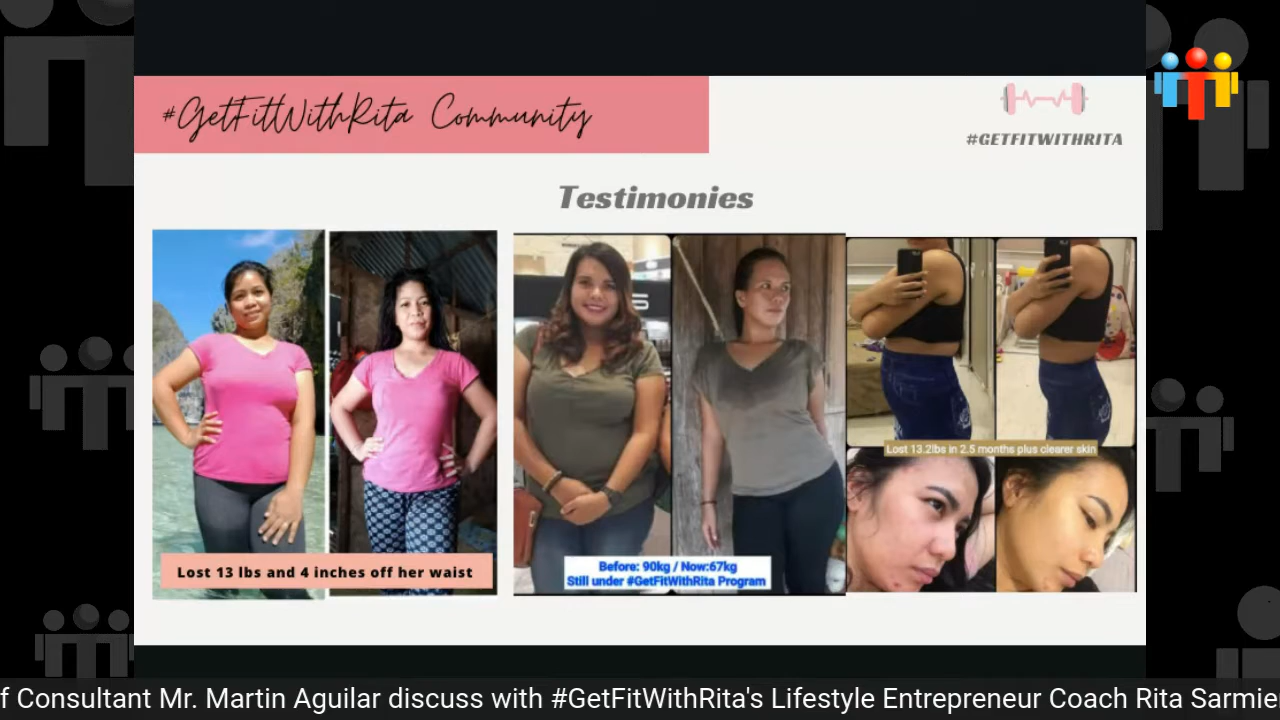 #GetFitWithRita Community
#GETFITWITHRITA
Testimonies
Lost 13 lbs and 4 inches off her waist
Before: 90kg / Now:67kg
Still under #GetFitWithRita Program
Lost 13.2lbs in 2.5 months plus clearer skin
f Consultant Mr. Martin Aguilar discuss with #GetFitWithRita's Lifestyle Entrepreneur Coach Rita Sarmie